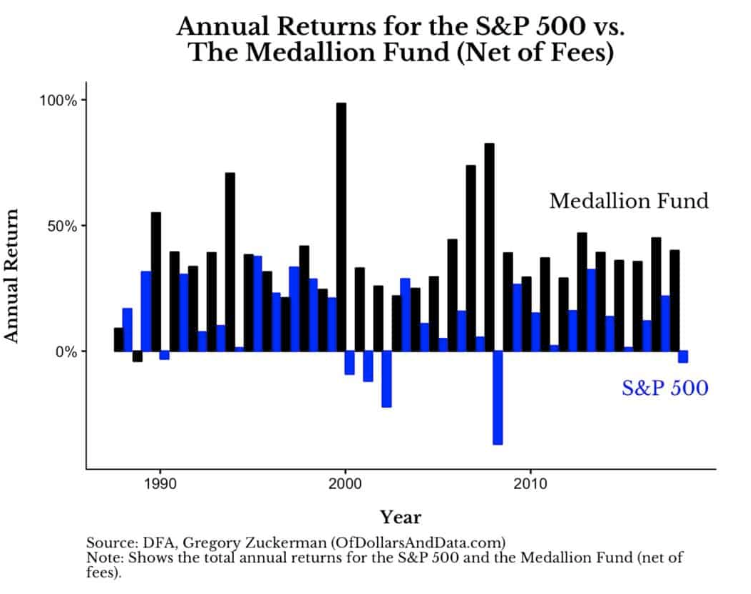 Annual Returns for the S&P 500 vs.
The Medallion Fund (Net of Fees)
100%
50%
0%
Annual Return
Medallion Fund
S&P 500
1990
2000
2010
Year
Source: DFA, Gregory Zuckerman (OfDollarsAndData.com)
Note: Shows the total annual returns for the S&P 500 and the Medallion Fund (net of
fees).